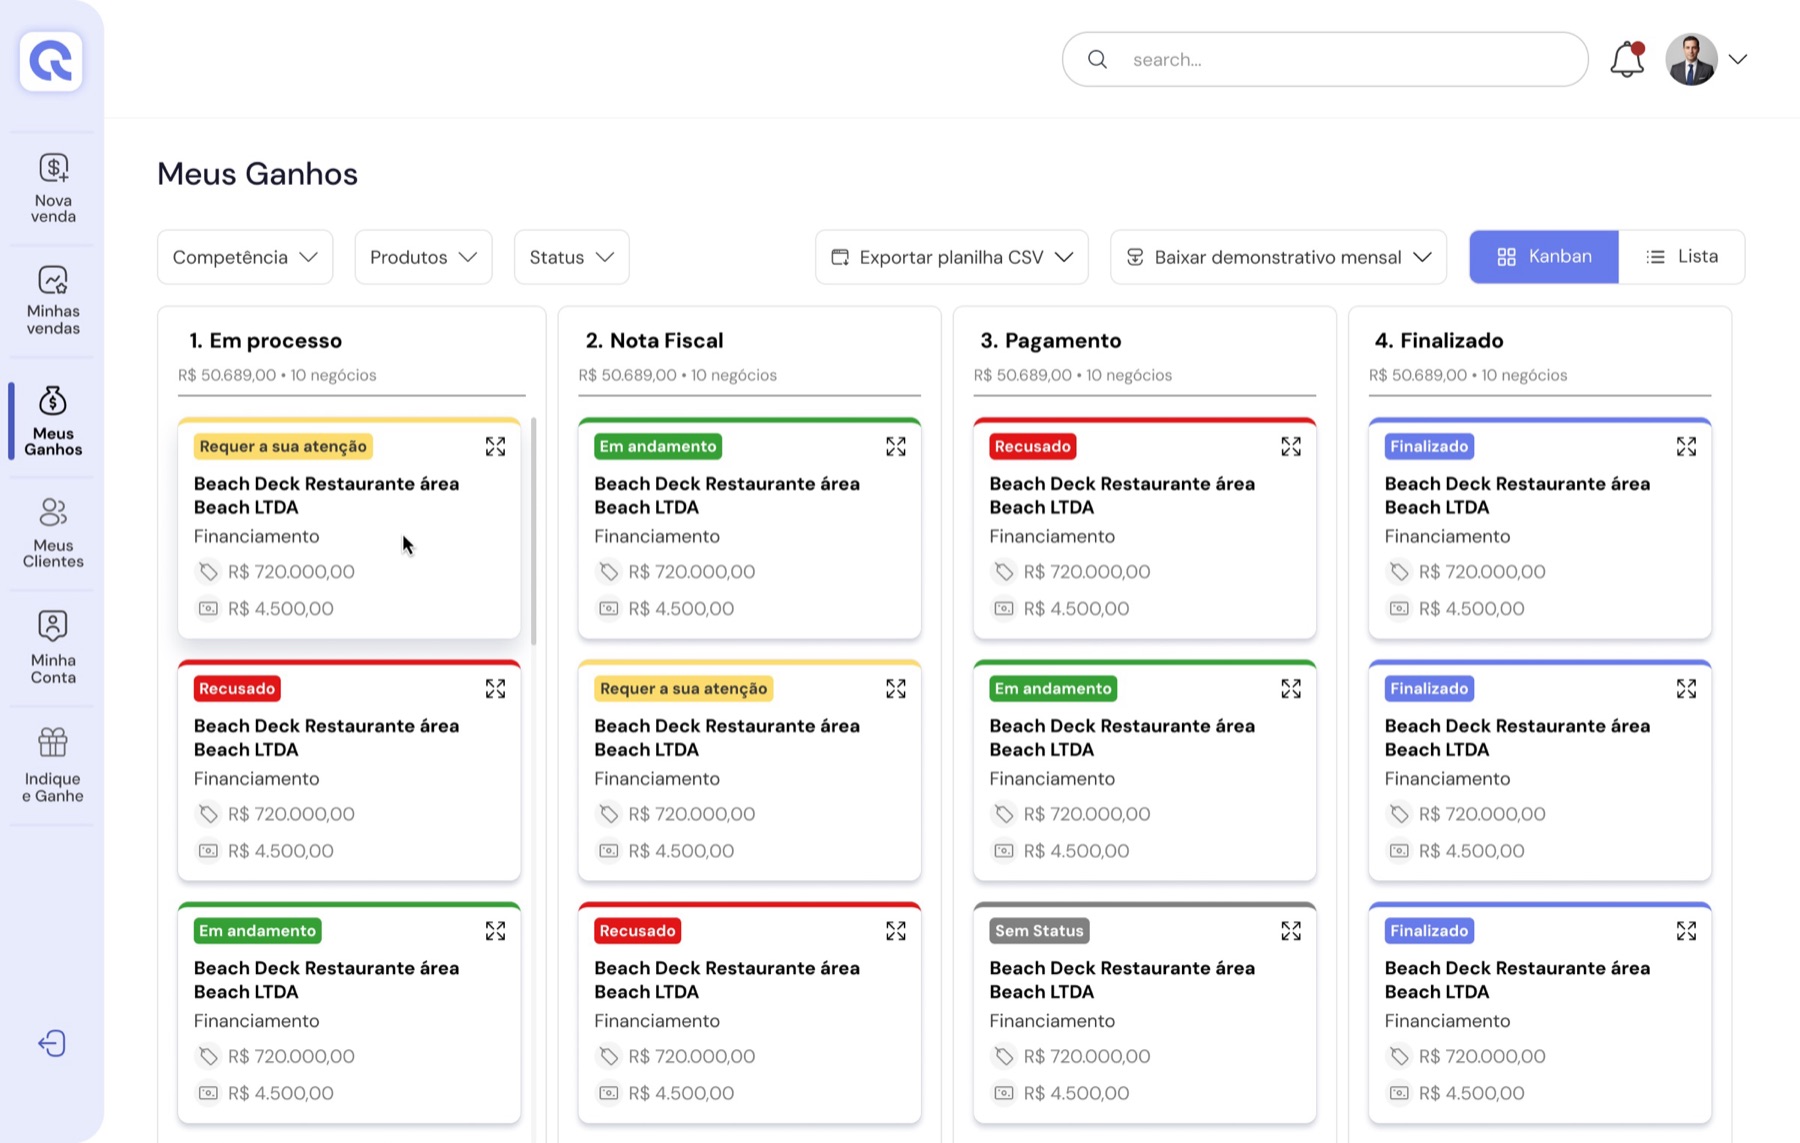 search...
Nova
venda
Minhas
vendas
Meus
Ganhos
Meus
Clientes
Minha
Conta
Indique
e Ganhe
Meus Ganhos
Competência
Produtos
Status
Exportar planilha CSV
Baixar demonstrativo mensal
Kanban
Lista
1. Em processo
R$ 50.689,00 • 10 negócios
Requer a sua atenção
Beach Deck Restaurante área
Beach LTDA
Financiamento
R$ 720.000,00
R$ 4.500,00
Recusado
Beach Deck Restaurante área
Beach LTDA
Financiamento
R$ 720.000,00
R$ 4.500,00
Em andamento
Beach Deck Restaurante área
Beach LTDA
Financiamento
R$ 720.000,00
R$ 4.500,00
2. Nota Fiscal
R$ 50.689,00 • 10 negócios
Em andamento
Beach Deck Restaurante área
Beach LTDA
Financiamento
R$ 720.000,00
R$ 4.500,00
Requer a sua atenção
Beach Deck Restaurante área
Beach LTDA
Financiamento
R$ 720.000,00
R$ 4.500,00
Recusado
Beach Deck Restaurante área
Beach LTDA
Financiamento
R$ 720.000,00
R$ 4.500,00
3. Pagamento
R$ 50.689,00 • 10 negócios
Recusado
Beach Deck Restaurante área
Beach LTDA
Financiamento
R$ 720.000,00
R$ 4.500,00
Em andamento
Beach Deck Restaurante área
Beach LTDA
Financiamento
R$ 720.000,00
R$ 4.500,00
Sem Status
Beach Deck Restaurante área
Beach LTDA
Financiamento
R$ 720.000,00
R$ 4.500,00
4. Finalizado
R$ 50.689,00 • 10 negócios
Finalizado
Beach Deck Restaurante área
Beach LTDA
Financiamento
R$ 720.000,00
R$ 4.500,00
Finalizado
Beach Deck Restaurante área
Beach LTDA
Financiamento
R$ 720.000,00
R$ 4.500,00
Finalizado
Beach Deck Restaurante área
Beach LTDA
Financiamento
R$ 720.000,00
R$ 4.500,00